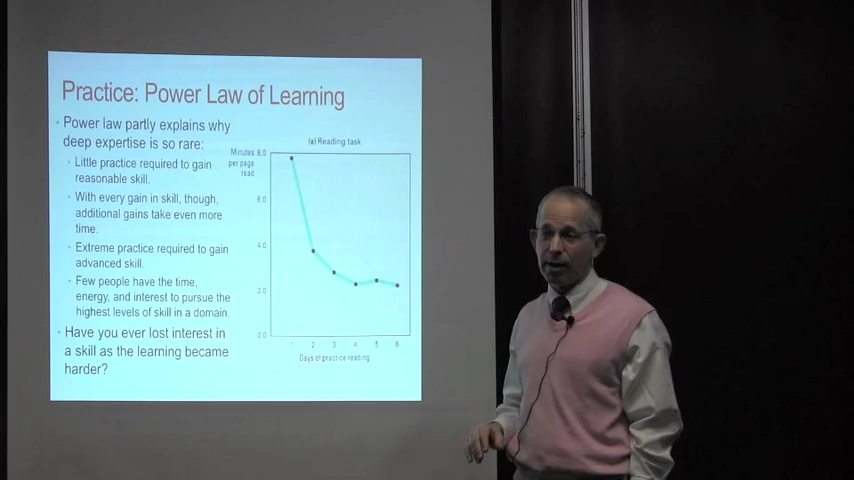 Practice: Power Law of Learning
• Power law partly explains why
deep expertise is so rare:
• Little practice required to gain
reasonable skill.
• With every gain in skill, though,
additional gains take even more
time.
• Extreme practice required to gain
advanced skill.
• Few people have the time,
energy, and interest to pursue the
highest levels of skill in a domain.
• Have you ever lost interest in
a skill as the learning became
harder?
(a) Reading task
Minutes 8.0
per page
read
6.0
4.0
2.0
0.0
1 2 3 4 5 6
Days of practice reading